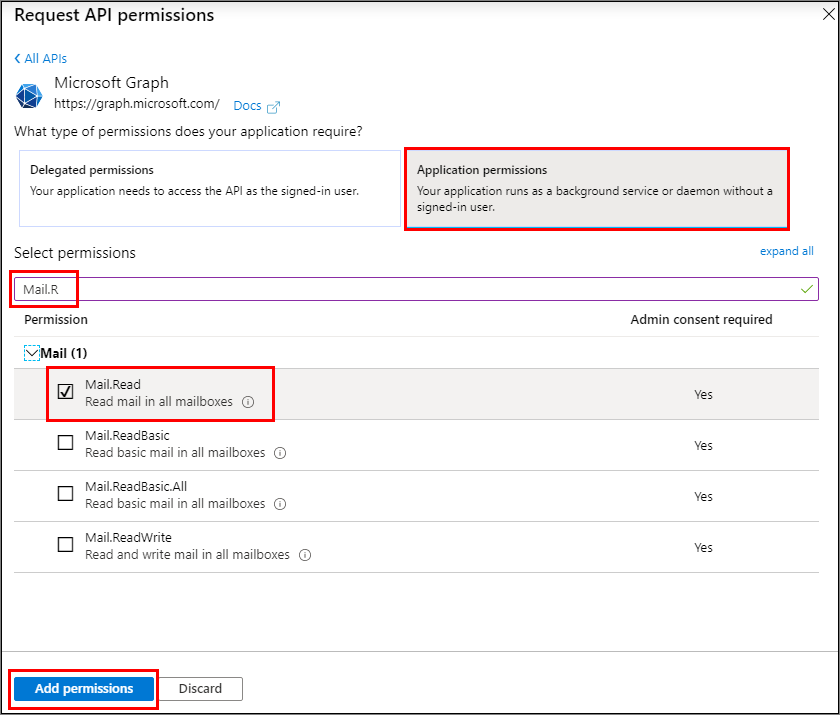 Request API permissions
All APIs
Microsoft Graph
https://graph.microsoft.com/ Docs
What type of permissions does your application require?
Delegated permissions
Your application needs to access the API as the signed-in user.
Application permissions
Your application runs as a background service or daemon without a
signed-in user.
Select permissions
expand all
Mail.R
Permission
Admin consent required
Mail (1)
Mail.Read
Read mail in all mailboxes
Yes
Mail.ReadBasic
Read basic mail in all mailboxes
Yes
Mail.ReadBasic.All
Read basic mail in all mailboxes
Yes
Mail.ReadWrite
Read and write mail in all mailboxes
Yes
Add permissions
Discard